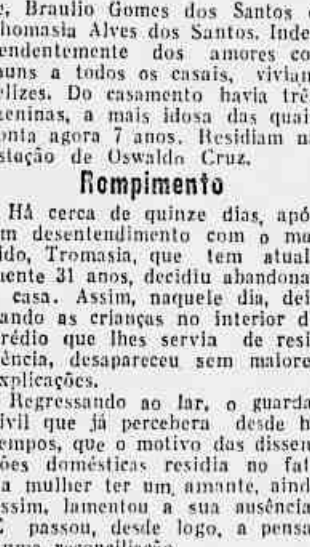 e, Braulio Gomes dos Santos e
homasia Alves dos Santos. Inde
endentemente dos amores co
uns a todos os casais, vivian
elizes. Do casamento havia trê
eninas, a mais idosa das quai
onta agora 7 anos. Residiam n
stação de Oswaldo Cruz.
Rompimento
Há cerca de quinze dias, apó
m desentendimento com o ma
ido, Tromasia, que tem atual
ente 31 anos, decidiu abandona
casa. Assim, naquele dia, dei
ando as crianças no interior d
rédio que lhes servia de resi
ência, desapareceu sem maiore
xplicações.
Regressando ao lar, o guarda
ivil que já percebera desde h
empos, que o motivo das dissen
ões domésticas residia no fat
a mulher ter um amante, aind
ssim, lamentou a sua ausência
E passou, desde logo, a pensa
uma reconciliação